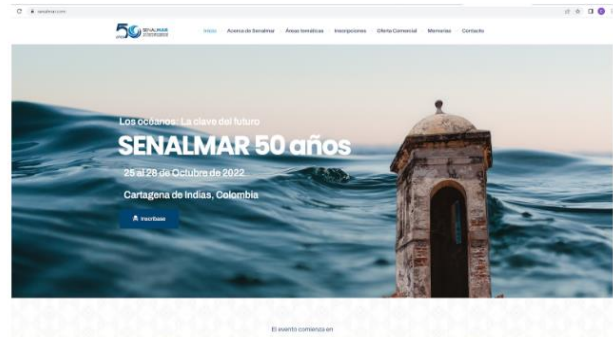 senalmar.com
50 SENALMAR
Inicio Acerca de Senalmar Áreas temáticas Inscripciones Oferta Comercial Memorias Contacto
Los océanos: La clave del futuro
SENALMAR 50 años
25 al 28 de Octubre de 2022
Cartagena de Indias, Colombia
Inscríbase
El evento comienza en